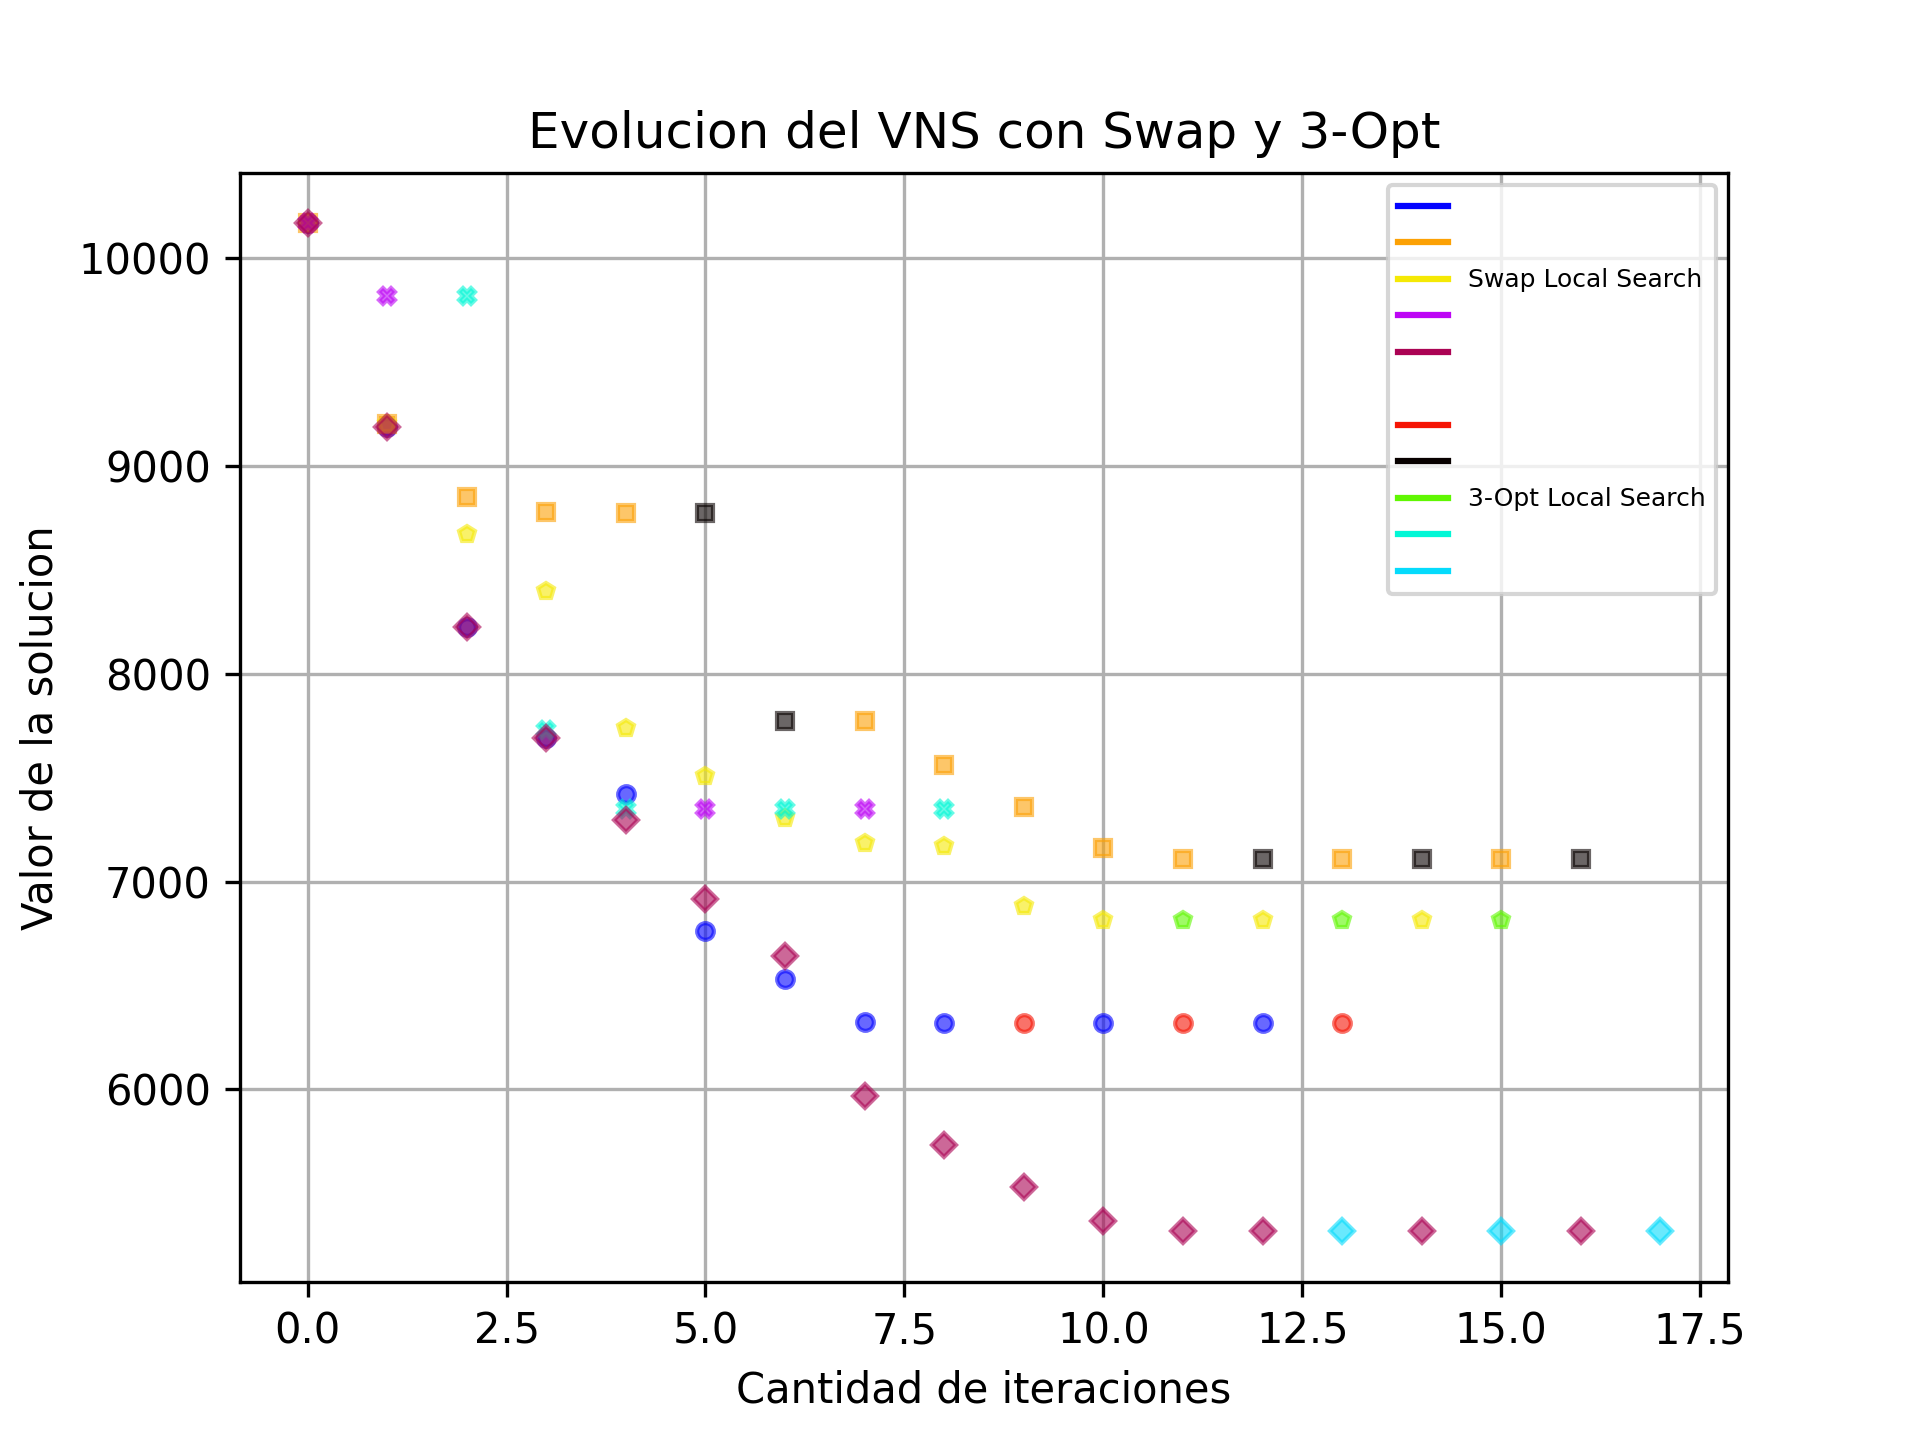 Evolucion del VNS con Swap y 3-Opt
Swap Local Search
3-Opt Local Search
Valor de la solucion
10000
9000
8000
7000
6000
0.0 2.5 5.0 7.5 10.0 12.5 15.0 17.5
Cantidad de iteraciones